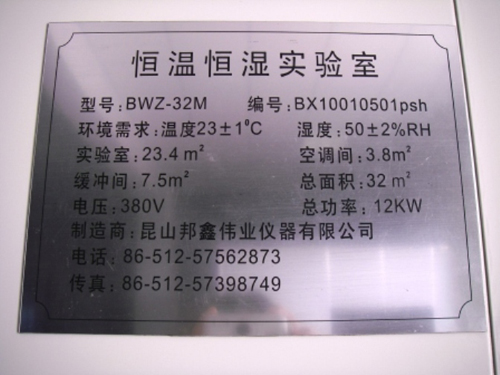 恒温恒湿实验室
型号:BWZ-32M 编号:BX10010501psh
环境需求:温度23±1℃ 湿度:50±2%RH
实验室:23.4㎡ 空调间:3.8㎡
缓冲间:7.5㎡ 总面积:32㎡
电压:380V 总功率:12KW
制造商:昆山邦鑫伟业仪器有限公司
电话:86-512-57562873
传真:86-512-57398749